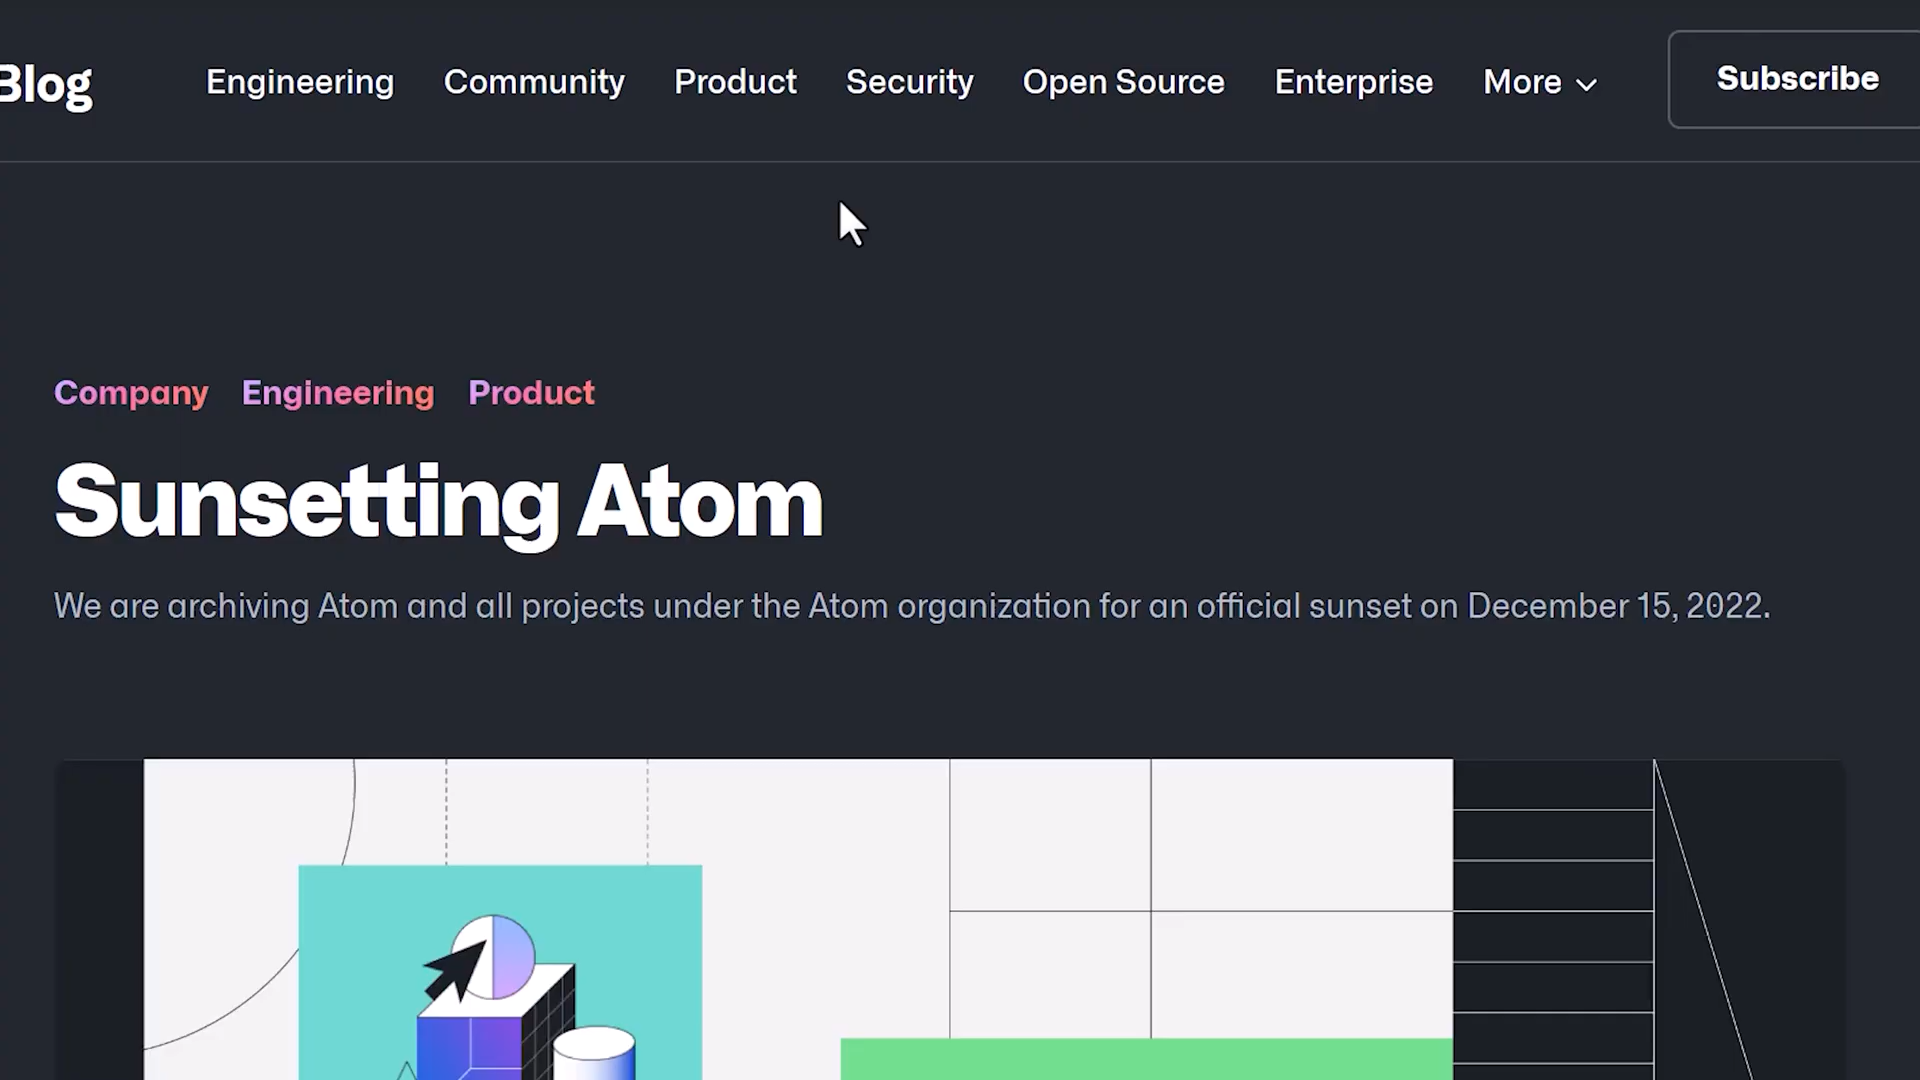 Blog Engineering Community Product Security Open Source Enterprise More Subscribe
Company Engineering Product
Sunsetting Atom
We are archiving Atom and all projects under the Atom organization for an official sunset on December 15, 2022.